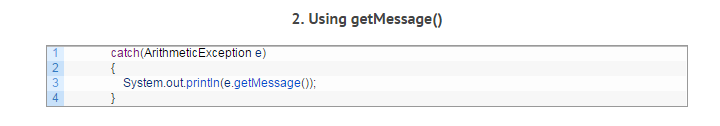 2. Using getMessage()
1 catch(ArithmeticException e)
2 {
3 System.out.println(e.getMessage());
4 }